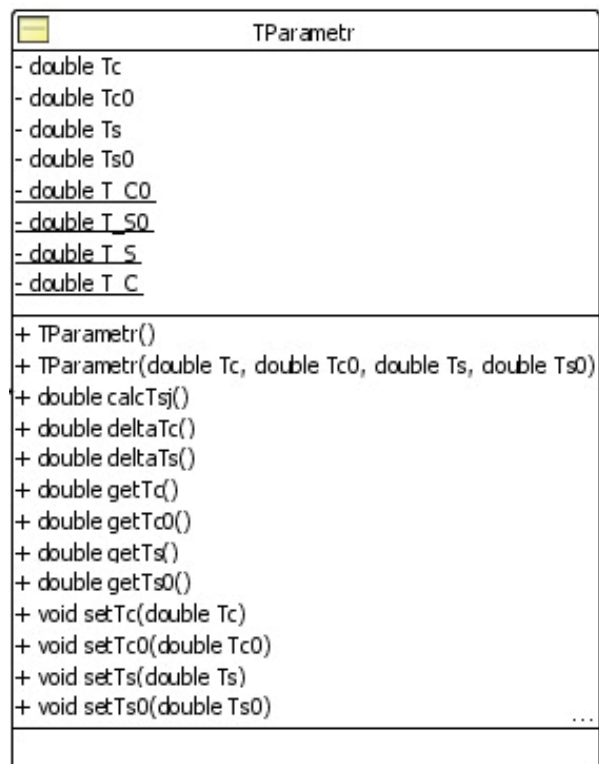 TParametr
- double Tc
- double Tc0
- double Ts
- double Ts0
- double T_C0
- double T_S0
- double T_S
- double T_C
+ TParametr()
+ TParametr(double Tc, double Tc0, double Ts, double Ts0)
+ double calcTsj()
+ double deltaTc()
+ double deltaTs()
+ double getTc()
+ double getTc0()
+ double getTs()
+ double getTs0()
+ void setTc(double Tc)
+ void setTc0(double Tc0)
+ void setTs(double Ts)
+ void setTs0(double Ts0)
...